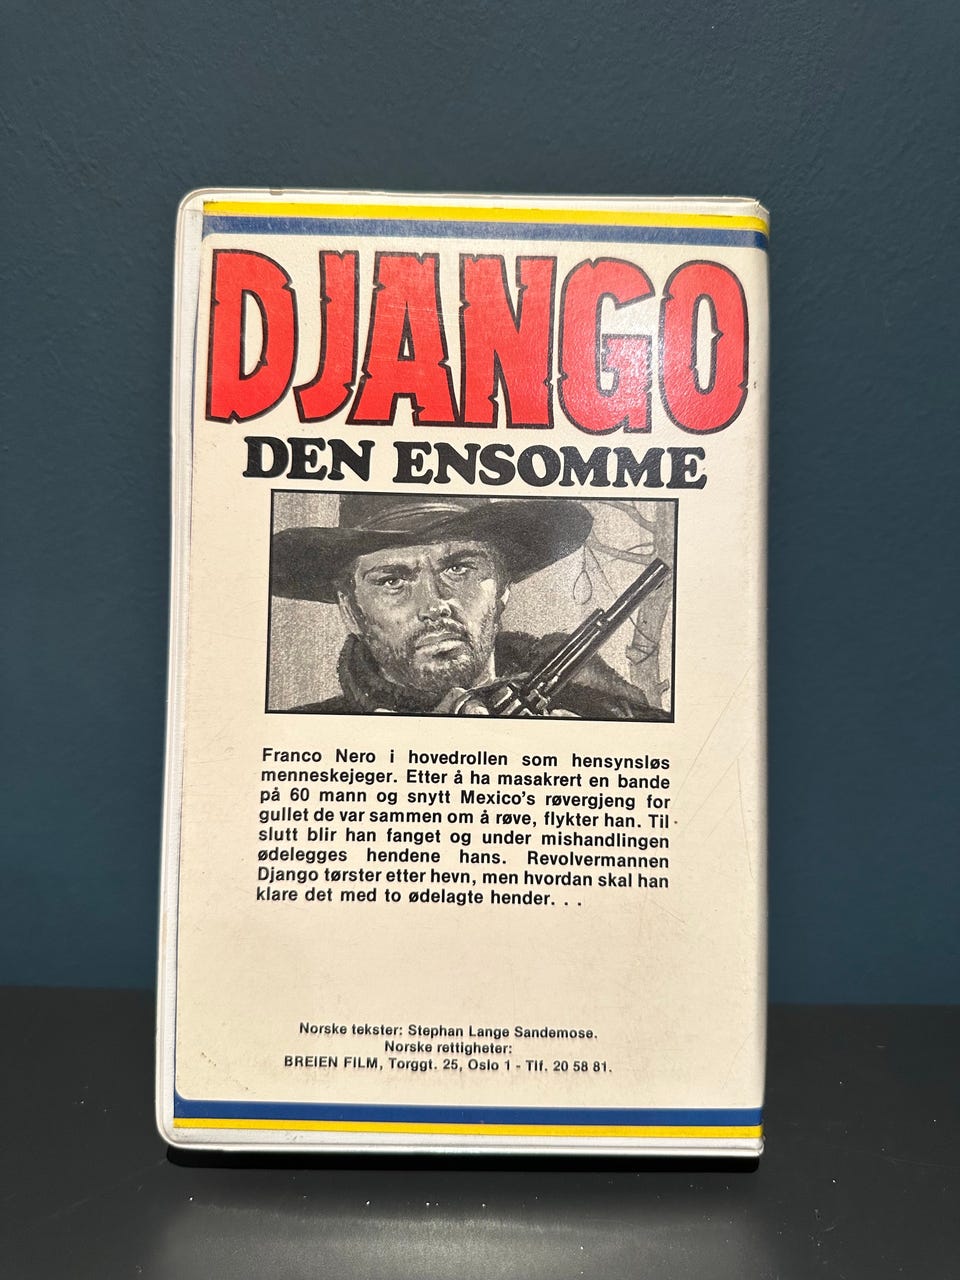 DJANGO
DEN ENSOMME
Franco Nero i hovedrollen som hensynsløs
menneskejeger. Etter å ha masakrert en bande
på 60 mann og snytt Mexico's røvergjeng for
gullet de var sammen om å røve, flykter han. Til
slutt blir han fanget og under mishandlingen
ødelegges hendene hans. Revolvermannen
Django tørster etter hevn, men hvordan skal han
klare det med to ødelagte hender. . .
Norske tekster: Stephan Lange Sandemose.
Norske rettigheter:
BREIEN FILM, Torggt. 25, Oslo 1 - Tlf. 20 58 81.